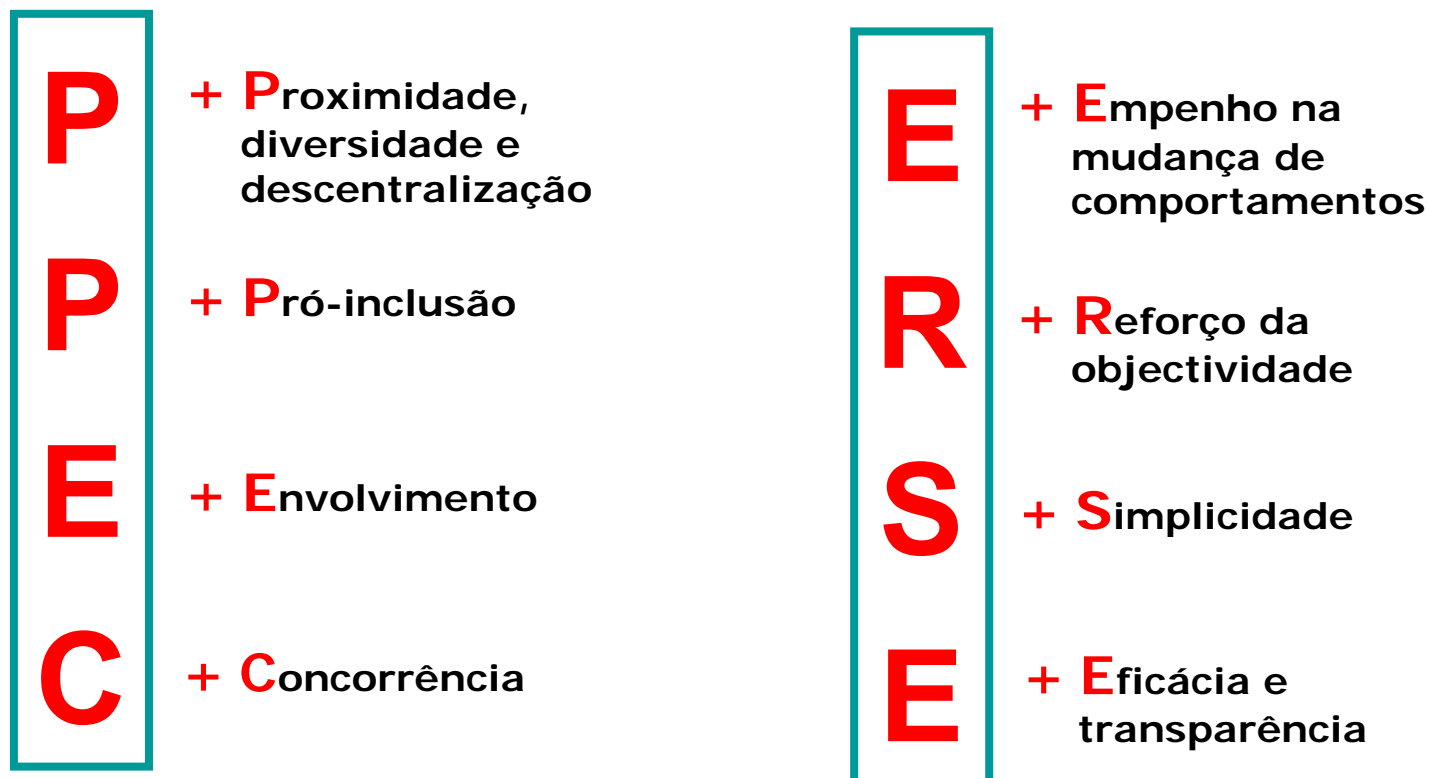 P
+ Proximidade,
diversidade e
descentralização
P
+ Pró-inclusão
E
+ Envolvimento
C
+ Concorrência
E
+ Empenho na
mudança de
comportamentos
R
+ Reforço da
objectividade
S
+ Simplicidade
E
+ Eficácia e
transparência